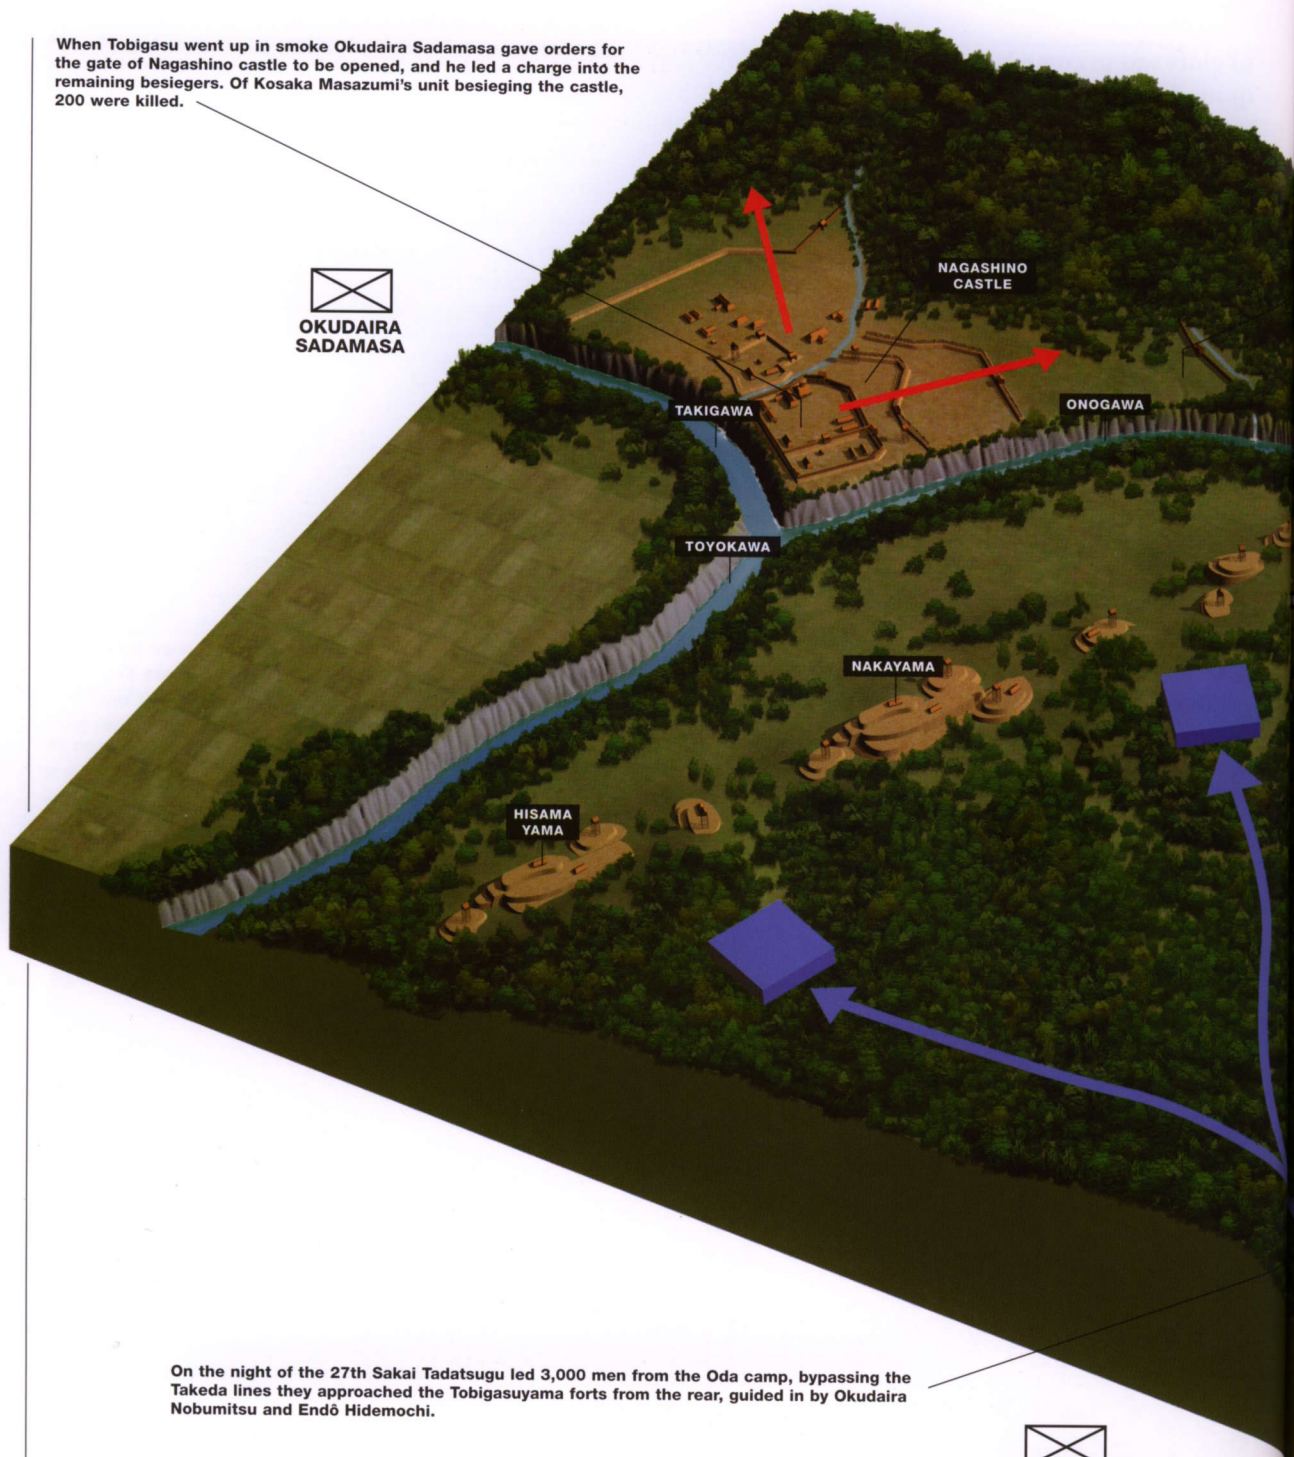 When Tobigasu went up in smoke Okudaira Sadamasa gave orders for
the gate of Nagashino castle to be opened, and he led a charge into the
remaining besiegers. Of Kosaka Masazumi's unit besieging the castle,
200 were killed.
OKUDAIRA
SADAMASA
NAGASHINO
CASTLE
TAKIGAWA
ONOGAWA
TOYOKAWA
NAKAYAMA
HISAMA
YAMA
On the night of the 27th Sakai Tadatsugu led 3,000 men from the Oda camp, bypassing the
Takeda lines they approached the Tobigasuyama forts from the rear, guided in by Okudaira
Nobumitsu and Endô Hidemochi.